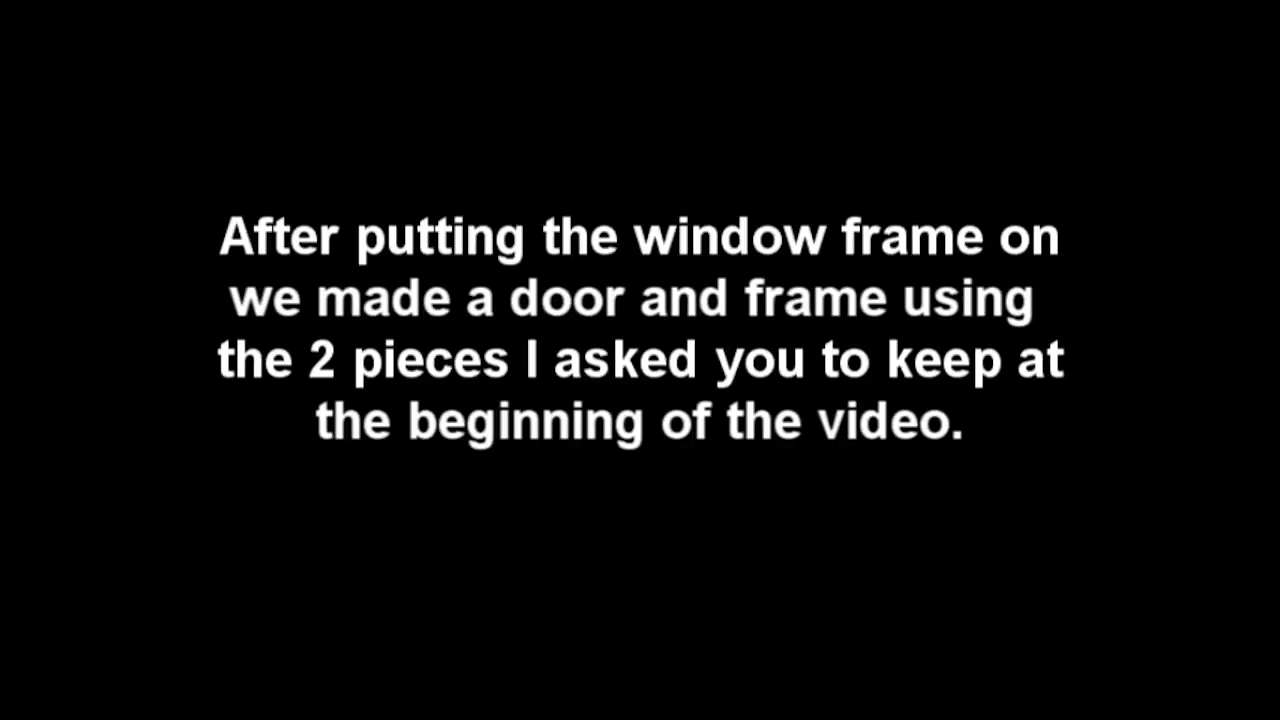 After putting the window frame on
we made a door and frame using
the 2 pieces I asked you to keep at
the beginning of the video.